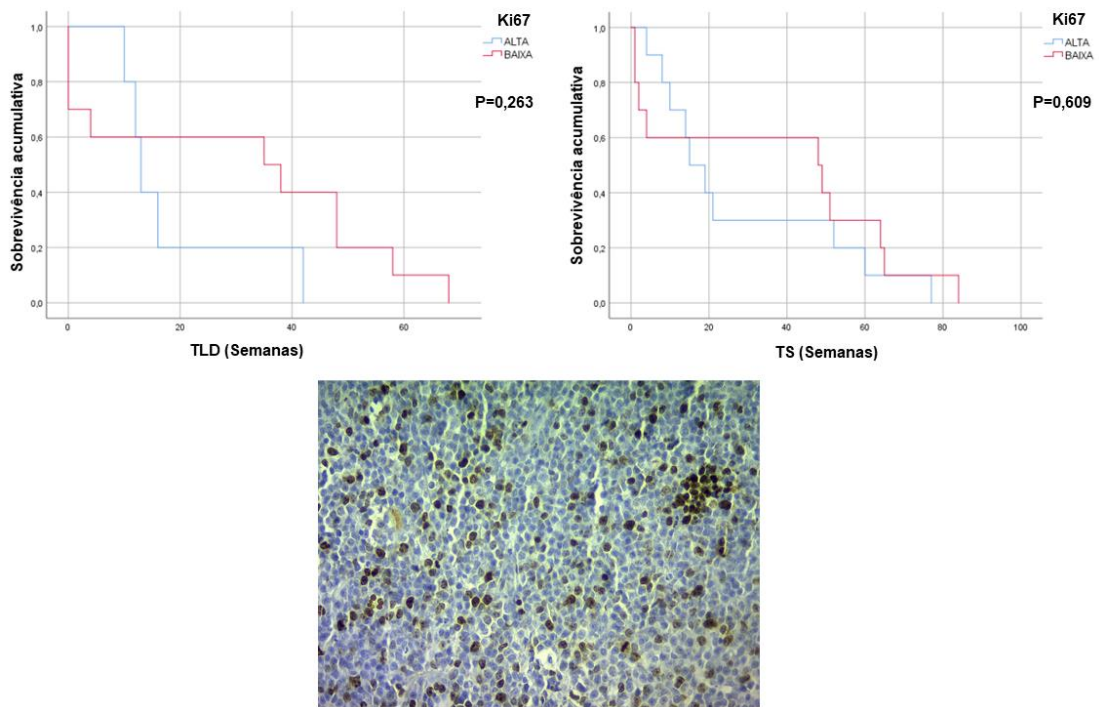 Ki67
ALTA
BAIXA
P=0,263
Sobrevivência acumulativa
1,0
0,8
0,6
0,4
0,2
0,0
0
20
40
60
TLD (Semanas)
Ki67
ALTA
BAIXA
P=0,609
Sobrevivência acumulativa
1,0
0,8
0,6
0,4
0,2
0,0
0
20
40
60
80
100
TS (Semanas)